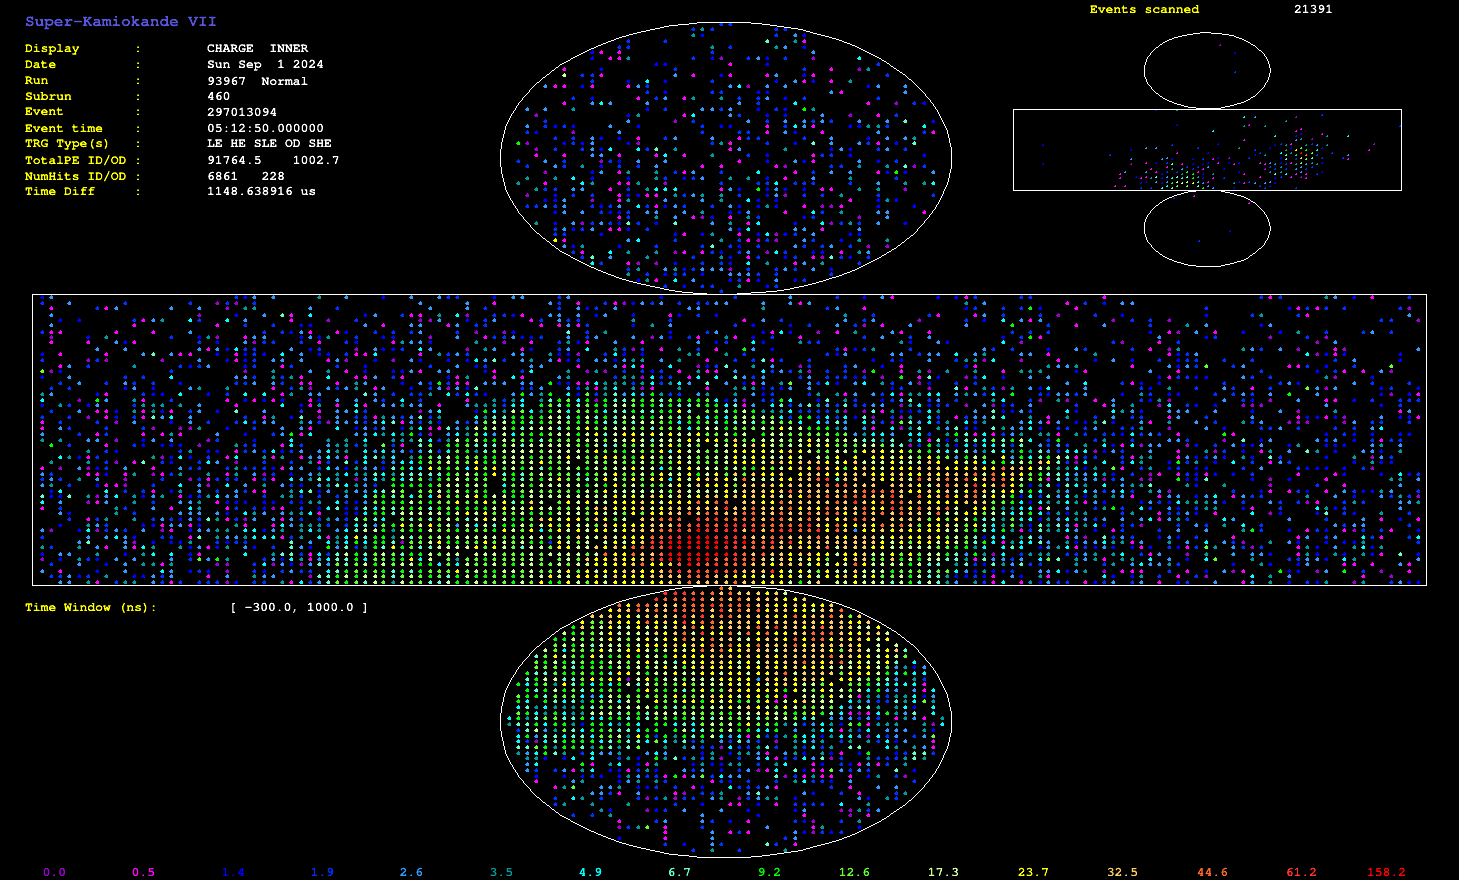 Super-Kamiokande VII
Events scanned 21391
Display : CHARGE INNER
Date : Sun Sep 1 2024
Run : 93967 Normal
Subrun : 460
Event : 297013094
Event time : 05:12:50.000000
TRG Type(s) : LE HE SLE OD SHE
TotalPE ID/OD : 91764.5 1002.7
NumHits ID/OD : 6861 228
Time Diff : 1148.638916 us
Time Window (ns): [ -300.0, 1000.0 ]
0.0 0.5 1.4 1.9 2.6 3.5 4.9 6.7 9.2 12.6 17.3 23.7 32.5 44.6 61.2 158.2